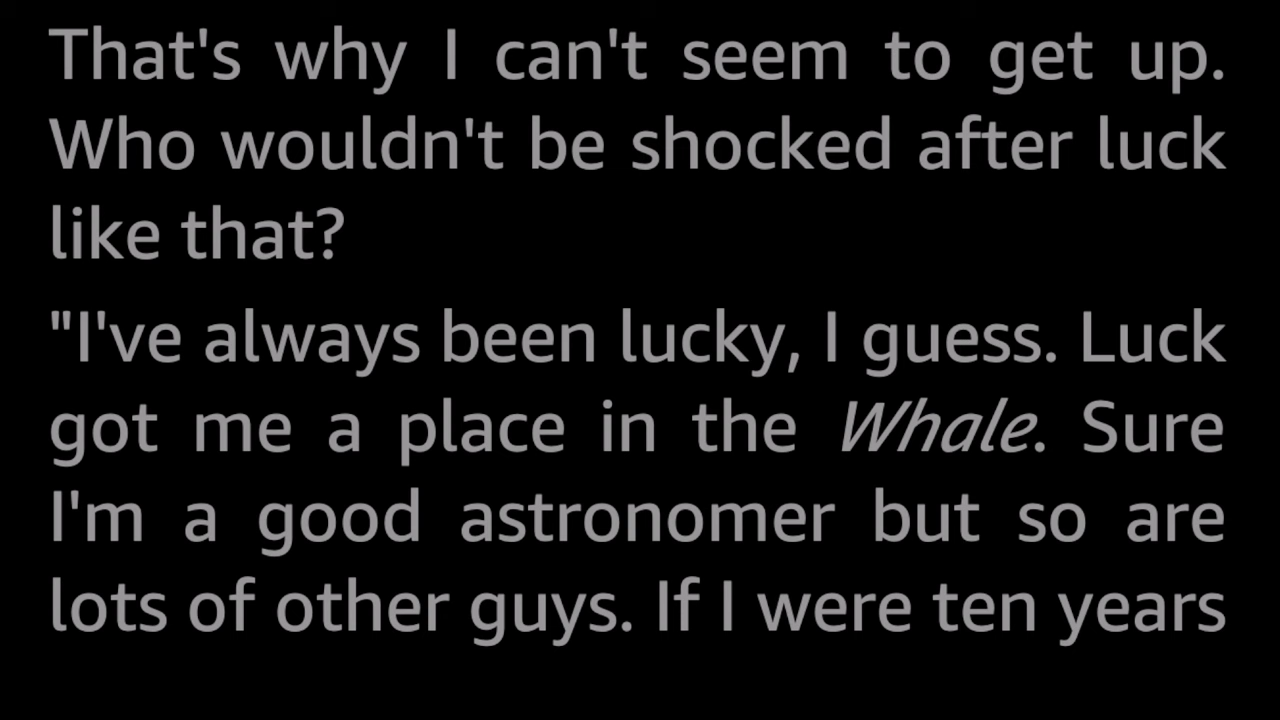 That's why I can't seem to get up.
Who wouldn't be shocked after luck
like that?
"I've always been lucky, I guess. Luck
got me a place in the Whale. Sure
I'm a good astronomer but so are
lots of other guys. If I were ten years